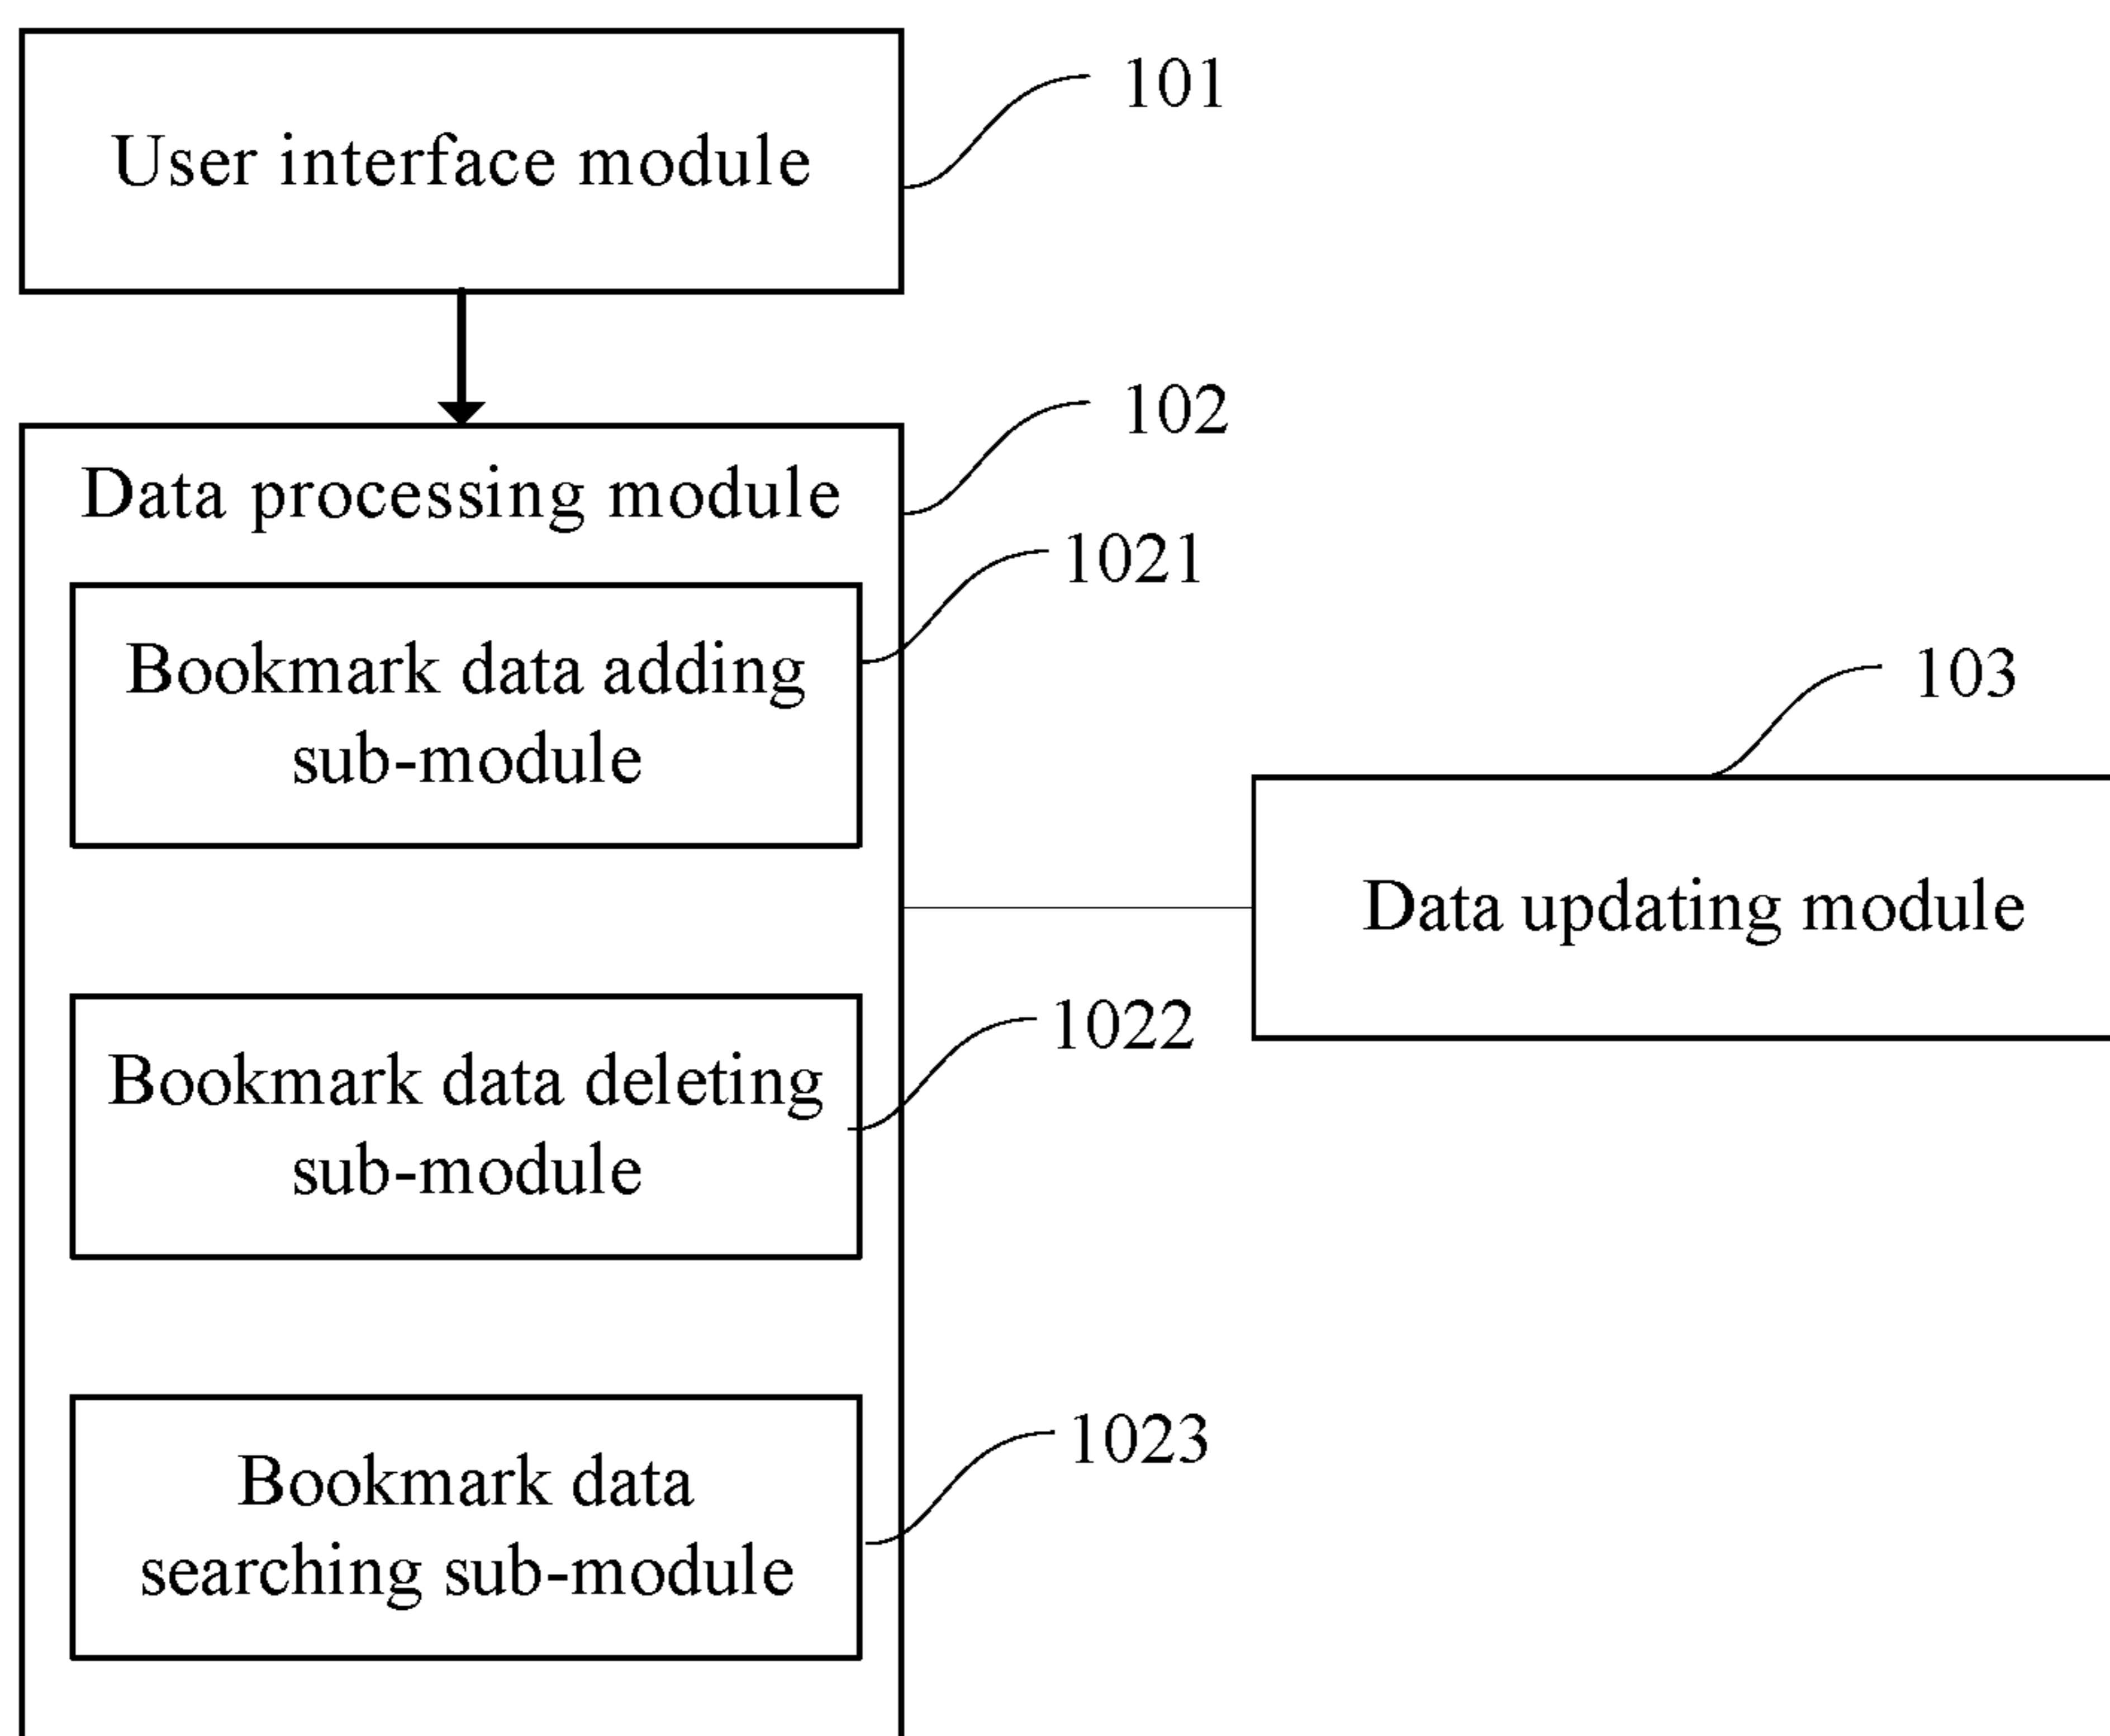 User interface module
101
102
Data processing module
1021
Bookmark data adding
sub-module
103
Data updating module
1022
Bookmark data deleting
sub-module
1023
Bookmark data
searching sub-module